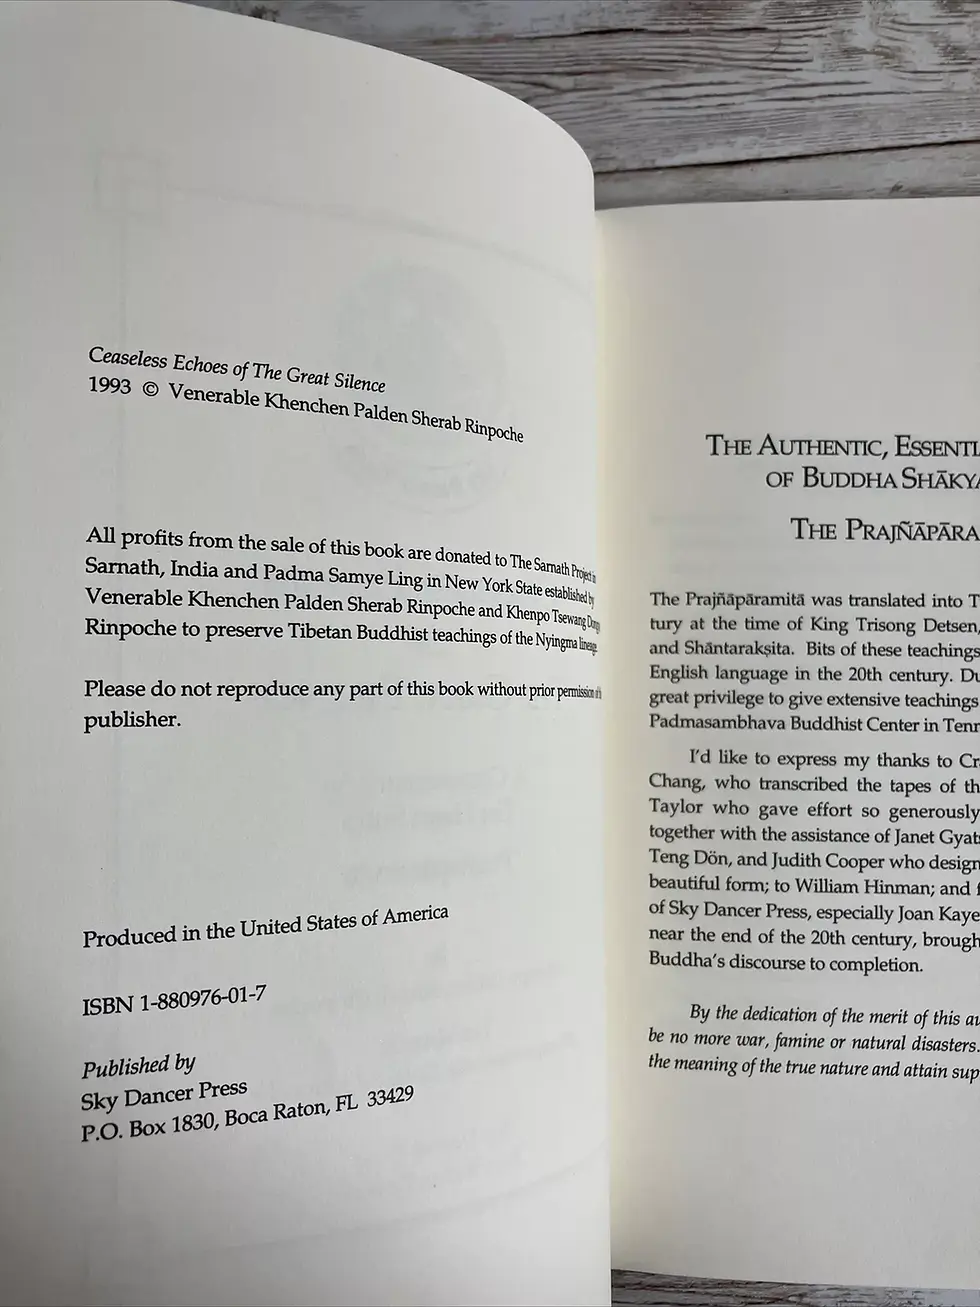 Ceaseless Echoes of The Great Silence
1993 © Venerable Khenchen Palden Sherab Rinpoche
All profits from the sale of this book are donated to The Sarnath Project in
Sarnath, India and Padma Samye Ling in New York State established by
Venerable Khenchen Palden Sherab Rinpoche and Khenpo Tsewang Dongyal
Rinpoche to preserve Tibetan Buddhist teachings of the Nyingma lineage.
Please do not reproduce any part of this book without prior permission of the
publisher.
Produced in the United States of America
ISBN 1-880976-01-7
Published by
Sky Dancer Press
P.O. Box 1830, Boca Raton, FL 33429
THE AUTHENTIC, ESSENTI
OF BUDDHA SHĀKYA
THE PRAJÑĀPĀRA
The Prajñāpāramitā was translated into T
tury at the time of King Trisong Detsen,
and Shāntarakṣita. Bits of these teachings
English language in the 20th century. Du
great privilege to give extensive teachings
Padmasambhava Buddhist Center in Tenn
I'd like to express my thanks to Cr
Chang, who transcribed the tapes of th
Taylor who gave effort so generously
together with the assistance of Janet Gyat
Teng Dön, and Judith Cooper who design
beautiful form; to William Hinman; and f
of Sky Dancer Press, especially Joan Kaye
near the end of the 20th century, brough
Buddha's discourse to completion.
By the dedication of the merit of this au
be no more war, famine or natural disasters.
the meaning of the true nature and attain sup